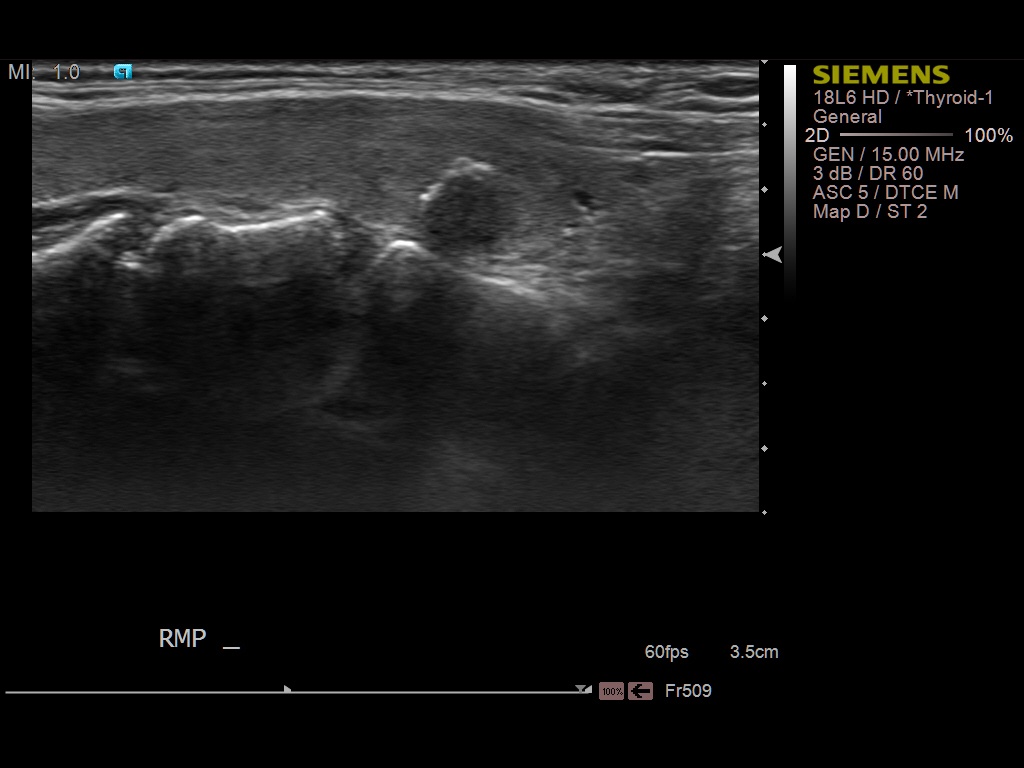 MI: 1.0
SIEMENS
18L6 HD / *Thyroid-1
General
2D 100%
GEN / 15.00 MHz
3 dB / DR 60
ASC 5 / DTCE M
Map D / ST 2
RMP _
60fps 3.5cm
100% Fr509